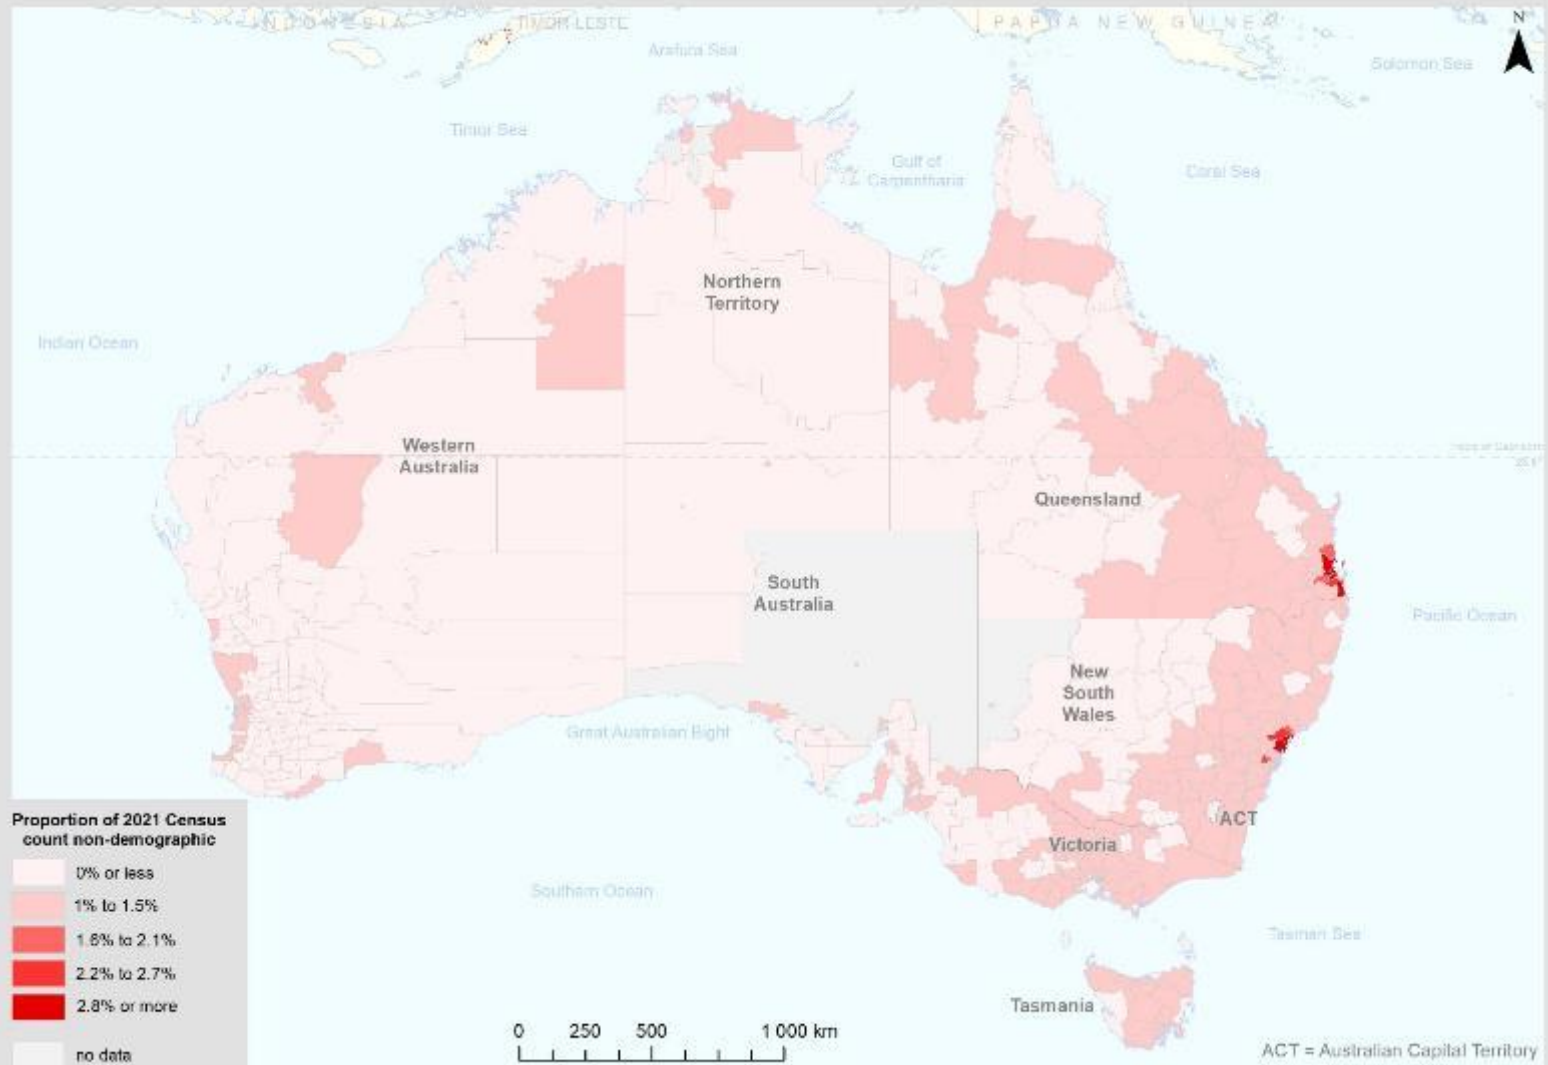 INDONESIA
TIMOR-LESTE
PAPUA NEW GUINEA
N
Arafura Sea
Solomon Sea
Timor Sea
Gulf of
Carpentharia
Coral Sea
Northern
Territory
Indian Ocean
Western
Australia
Queensland
South
Australia
Pacific Ocean
New
South
Wales
Great Australian Bight
ACT
Victoria
Proportion of 2021 Census
count non-demographic
0% or less
1% to 1.5%
1.6% to 2.1%
2.2% to 2.7%
2.8% or more
no data
Southern Ocean
Tasman Sea
Tasmania
0 250 500 1 000 km
ACT = Australian Capital Territory